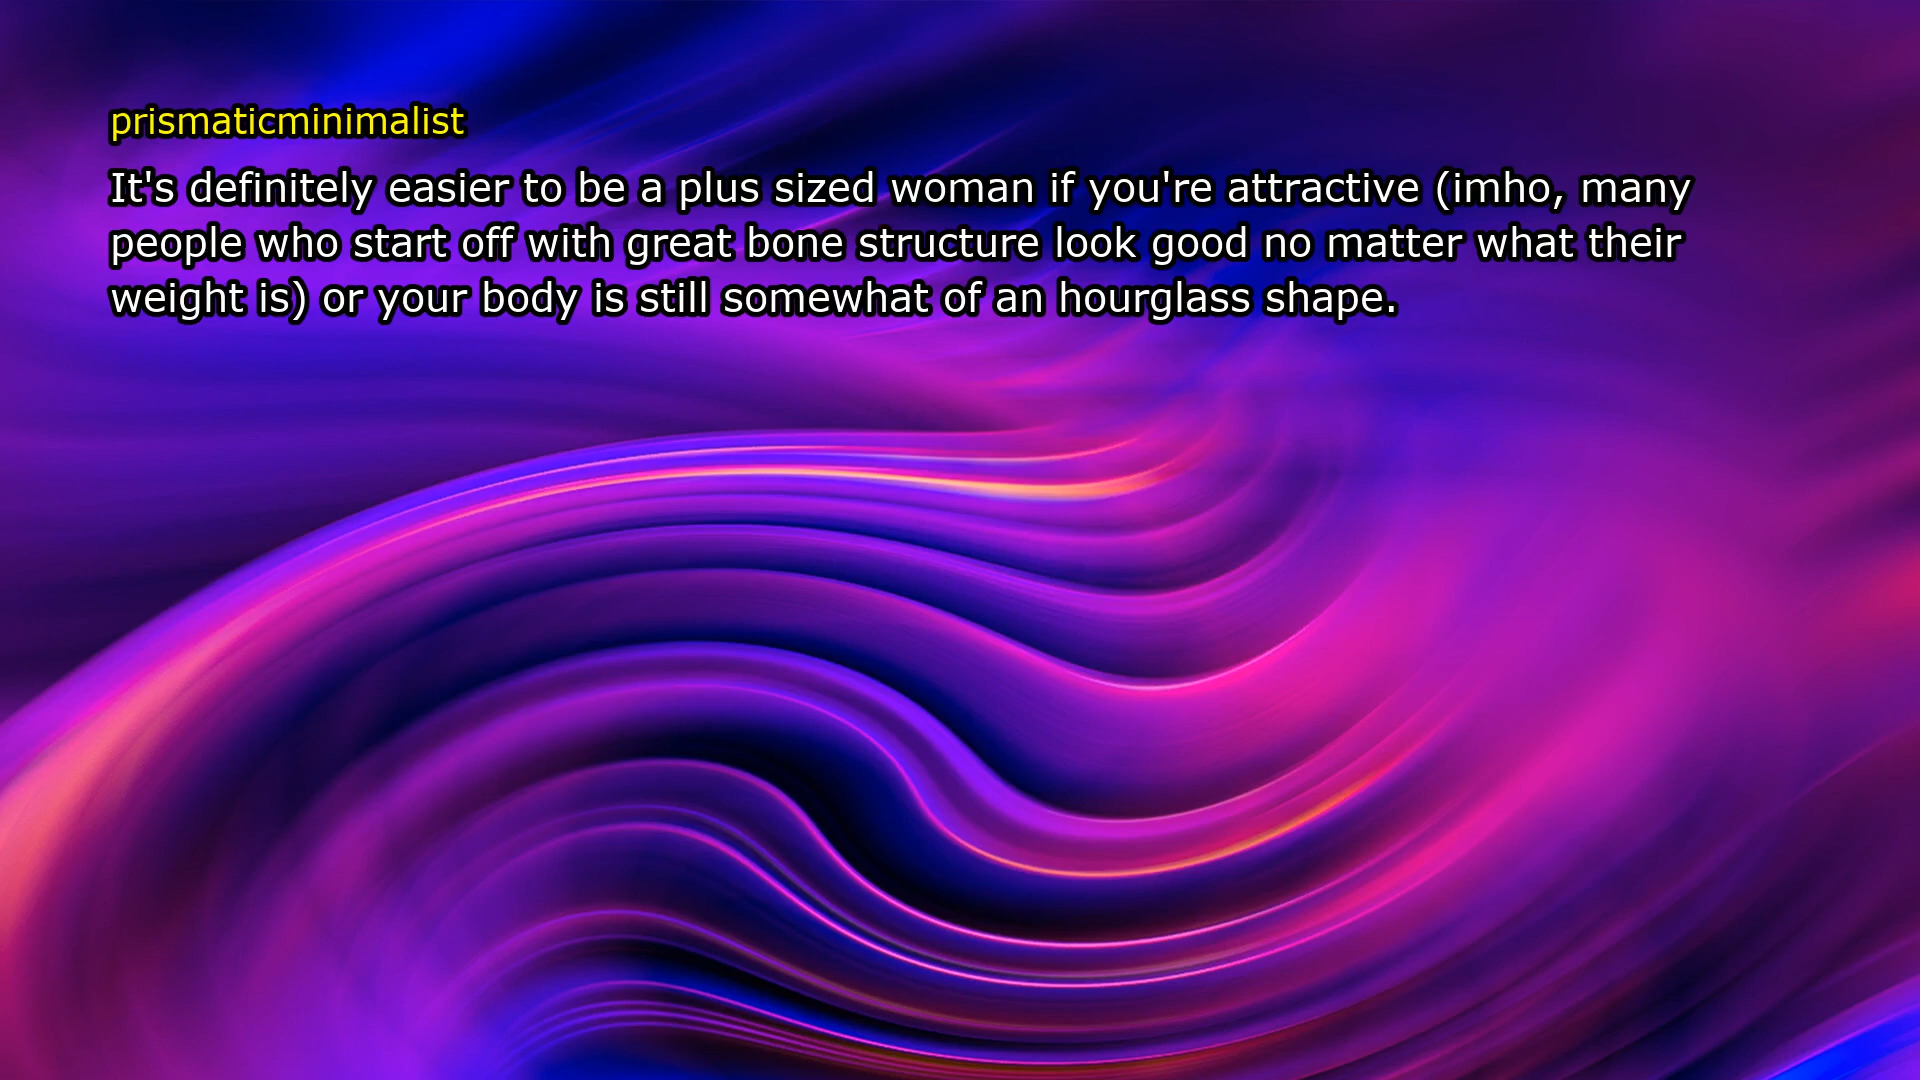 prismaticminimalist
It's definitely easier to be a plus sized woman if you're attractive (imho, many
people who start off with great bone structure look good no matter what their
weight is) or your body is still somewhat of an hourglass shape.